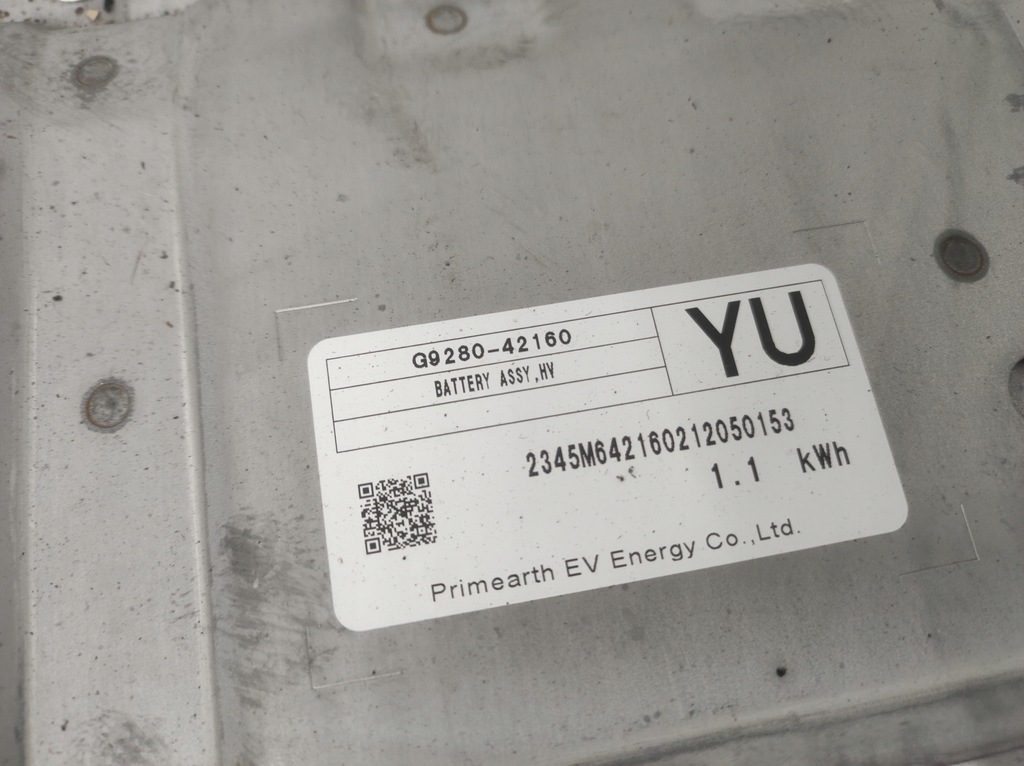 G9280-42160
YU
BATTERY ASSY,HV
2345M642160212050153
1.1 kWh
Primearth EV Energy Co.,Ltd.